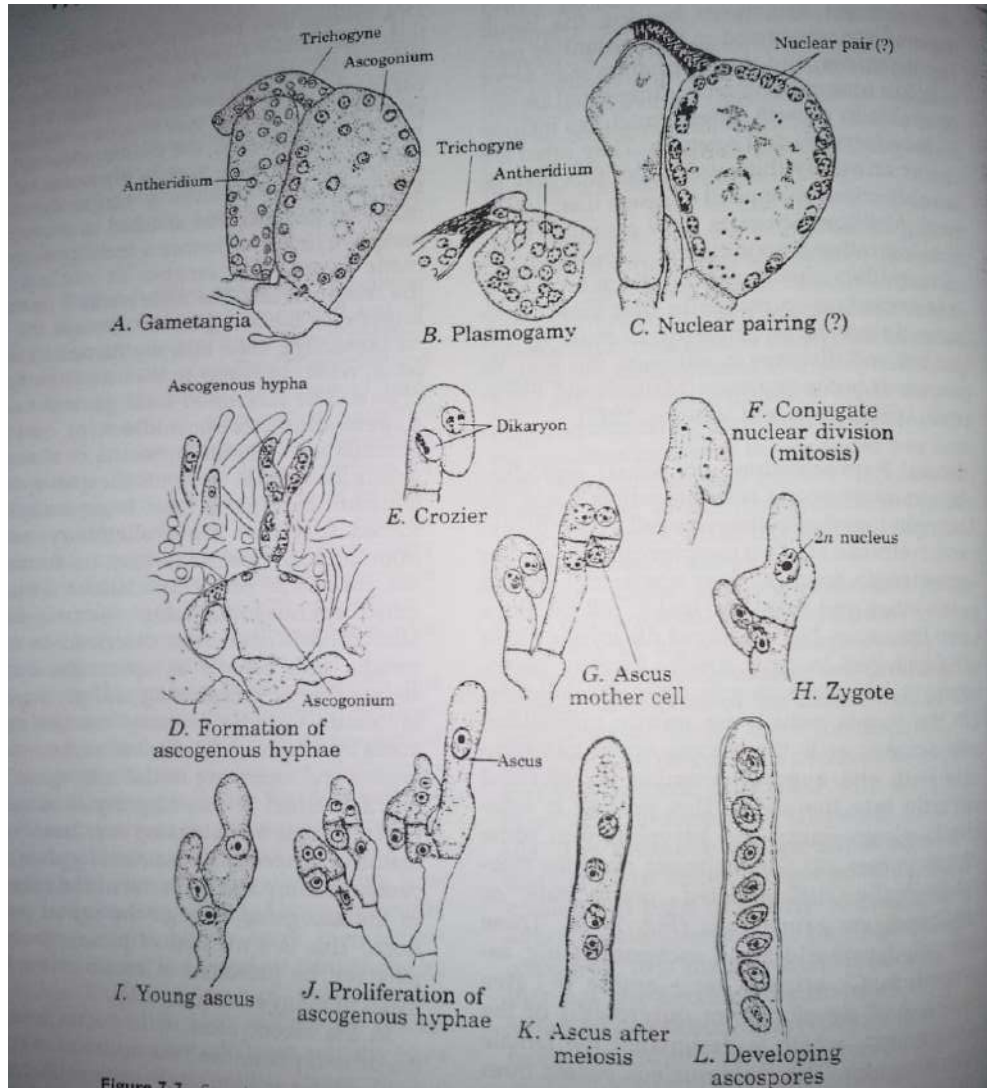 Trichogyne
Ascogonium
Antheridium
A. Gametangia
Trichogyne
Antheridium
B. Plasmogamy
Nuclear pair (?)
C. Nuclear pairing (?)
Ascogenous hypha
Ascogonium
D. Formation of
ascogenous hyphae
Dikaryon
E. Crozier
F. Conjugate
nuclear division
(mitosis)
G. Ascus
mother cell
2n nucleus
H. Zygote
I. Young ascus
Ascus
J. Proliferation of
ascogenous hyphae
K. Ascus after
meiosis
L. Developing
ascospores
Figure 7-7